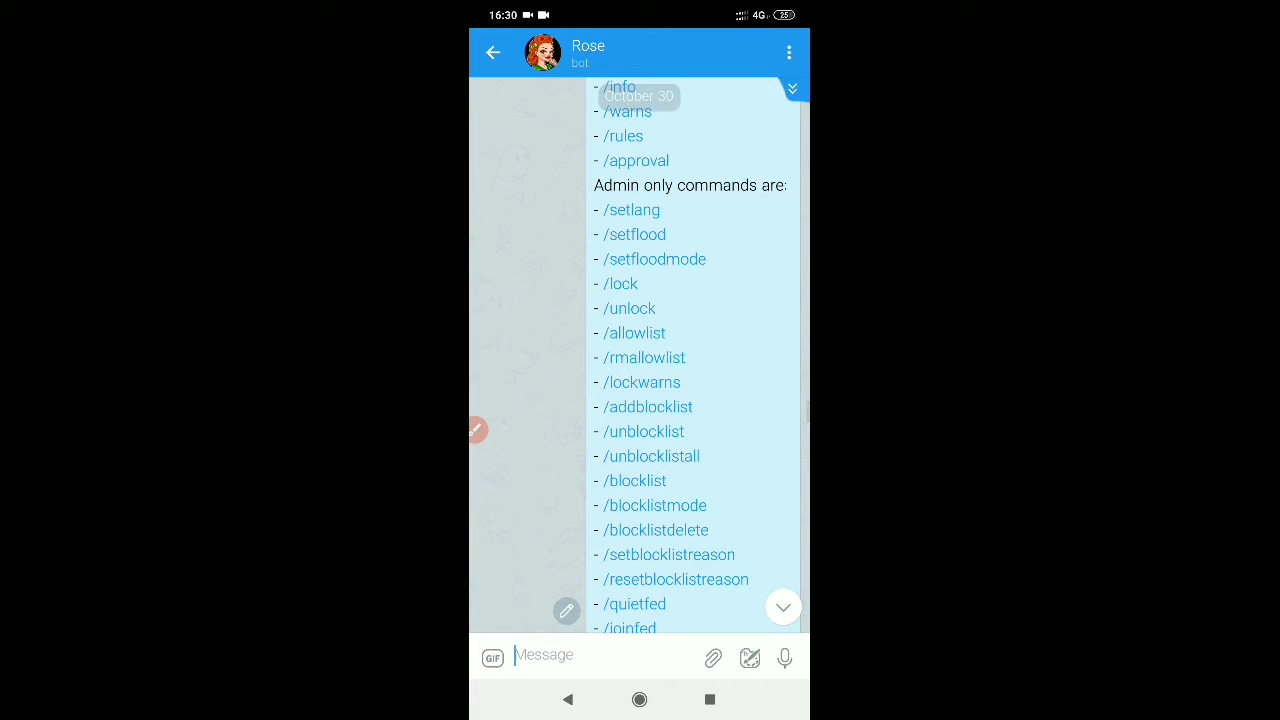 16:30
4G
25
Rose
bot
- /info
October 30
- /warns
- /rules
- /approval
Admin only commands are:
- /setlang
- /setflood
- /setfloodmode
- /lock
- /unlock
- /allowlist
- /rmallowlist
- /lockwarns
- /addblocklist
- /unblocklist
- /unblocklistall
- /blocklist
- /blocklistmode
- /blocklistdelete
- /setblocklistreason
- /resetblocklistreason
- /quietfed
- /joinfed
GIF
Message